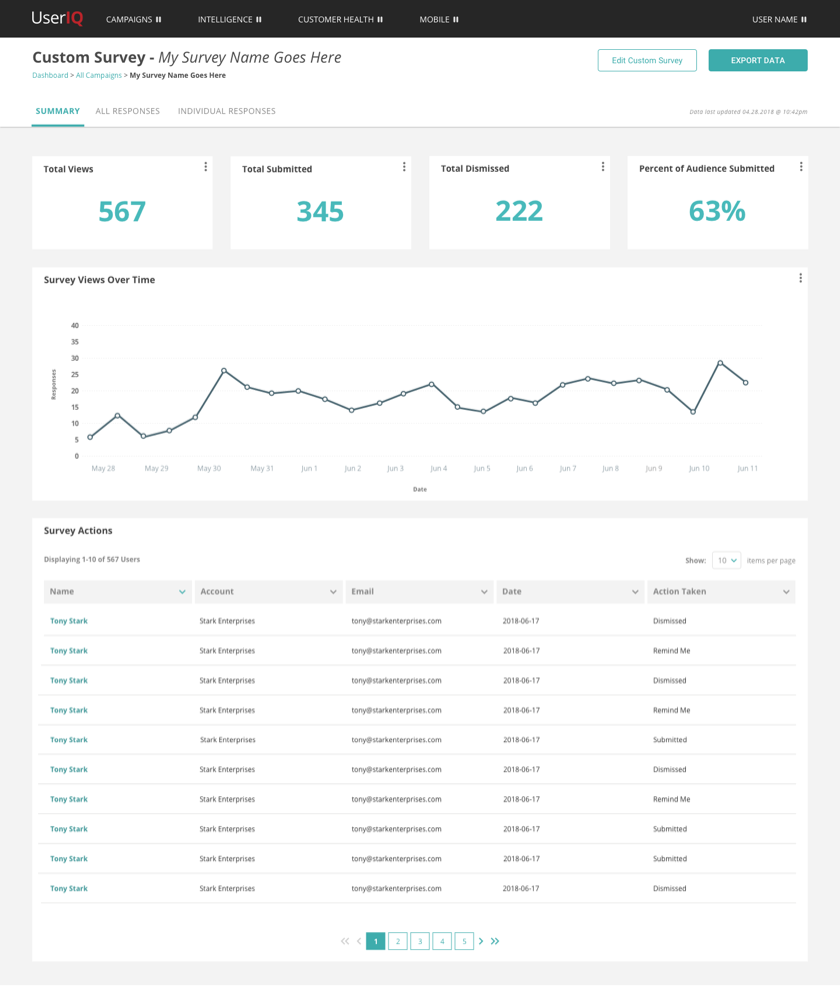 UserIQ CAMPAIGNS INTELLIGENCE CUSTOMER HEALTH MOBILE USER NAME
Custom Survey - My Survey Name Goes Here
Edit Custom Survey EXPORT DATA
Dashboard > All Campaigns > My Survey Name Goes Here
SUMMARY ALL RESPONSES INDIVIDUAL RESPONSES Data last updated 04.28.2018 @ 10:42pm
Total Views Total Submitted Total Dismissed Percent of Audience Submitted
567 345 222 63%
Survey Views Over Time
40
35
30
25
20
15
10
5
0
Responses
May 28 May 29 May 30 May 31 Jun 1 Jun 2 Jun 3 Jun 4 Jun 5 Jun 6 Jun 7 Jun 8 Jun 9 Jun 10 Jun 11
Date
Survey Actions
Displaying 1-10 of 567 Users Show: 10 items per page
Name Account Email Date Action Taken
Tony Stark Stark Enterprises tony@starkenterprises.com 2018-06-17 Dismissed
Tony Stark Stark Enterprises tony@starkenterprises.com 2018-06-17 Remind Me
Tony Stark Stark Enterprises tony@starkenterprises.com 2018-06-17 Dismissed
Tony Stark Stark Enterprises tony@starkenterprises.com 2018-06-17 Remind Me
Tony Stark Stark Enterprises tony@starkenterprises.com 2018-06-17 Submitted
Tony Stark Stark Enterprises tony@starkenterprises.com 2018-06-17 Dismissed
Tony Stark Stark Enterprises tony@starkenterprises.com 2018-06-17 Remind Me
Tony Stark Stark Enterprises tony@starkenterprises.com 2018-06-17 Submitted
Tony Stark Stark Enterprises tony@starkenterprises.com 2018-06-17 Submitted
Tony Stark Stark Enterprises tony@starkenterprises.com 2018-06-17 Dismissed
1 2 3 4 5